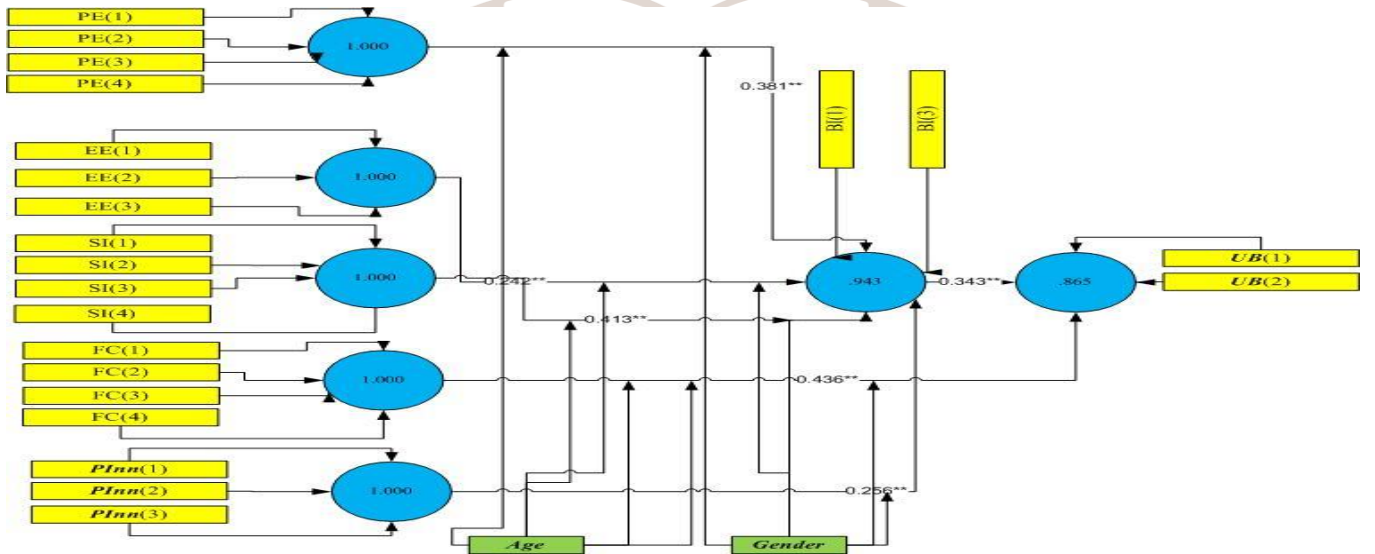 PE(1)
PE(2)
PE(3)
PE(4)
1.000
0.381**
BI(1)
BI(3)
EE(1)
EE(2)
EE(3)
1.000
SI(1)
SI(2)
SI(3)
SI(4)
1.000
0.242**
0.413**
.943
0.343**
.865
UB(1)
UB(2)
FC(1)
FC(2)
FC(3)
FC(4)
1.000
0.436**
PInn(1)
PInn(2)
PInn(3)
1.000
0.256**
Age
Gender